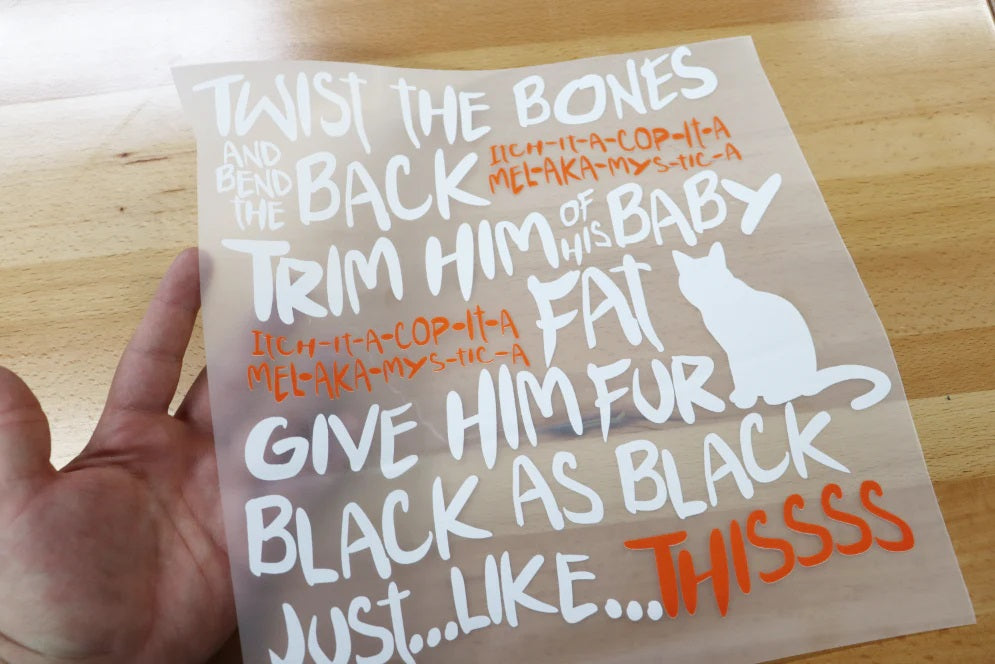 TWIST THE BONES
AND BEND THE BACK
ITCH-IT-A-COP-IT-A
MEL-AKA-MYS-TIC-A
TRIM HIM OF HIS BABY
FAT
ITCH-IT-A-COP-IT-A
MEL-AKA-MYS-TIC-A
GIVE HIM FUR
BLACK AS BLACK
JUST...LIKE...THISSSS